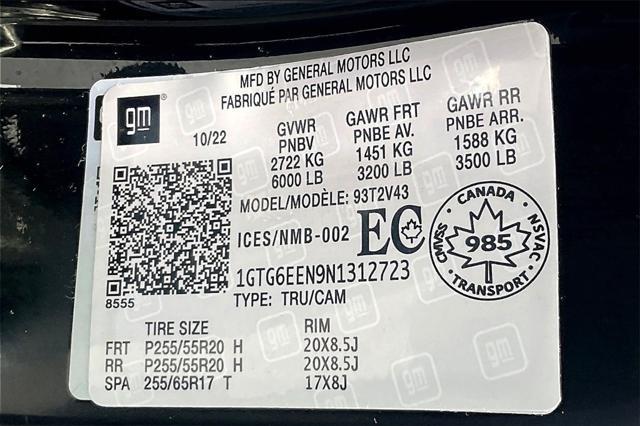 MFD BY GENERAL MOTORS LLC
FABRIQUÉ PAR GENERAL MOTORS LLC
gm
10/22
GVWR
PNBV
2722 KG
6000 LB
GAWR FRT
PNBE AV.
1451 KG
3200 LB
GAWR RR
PNBE ARR.
1588 KG
3500 LB
MODEL/MODÈLE: 93T2V43
ICES/NMB-002 EC
CANADA
CMVSS 985 NSVAC
TRANSPORT
1GTG6EEN9N1312723
8555
TYPE: TRU/CAM
TIRE SIZE RIM
FRT P255/55R20 H 20X8.5J
RR P255/55R20 H 20X8.5J
SPA 255/65R17 T 17X8J